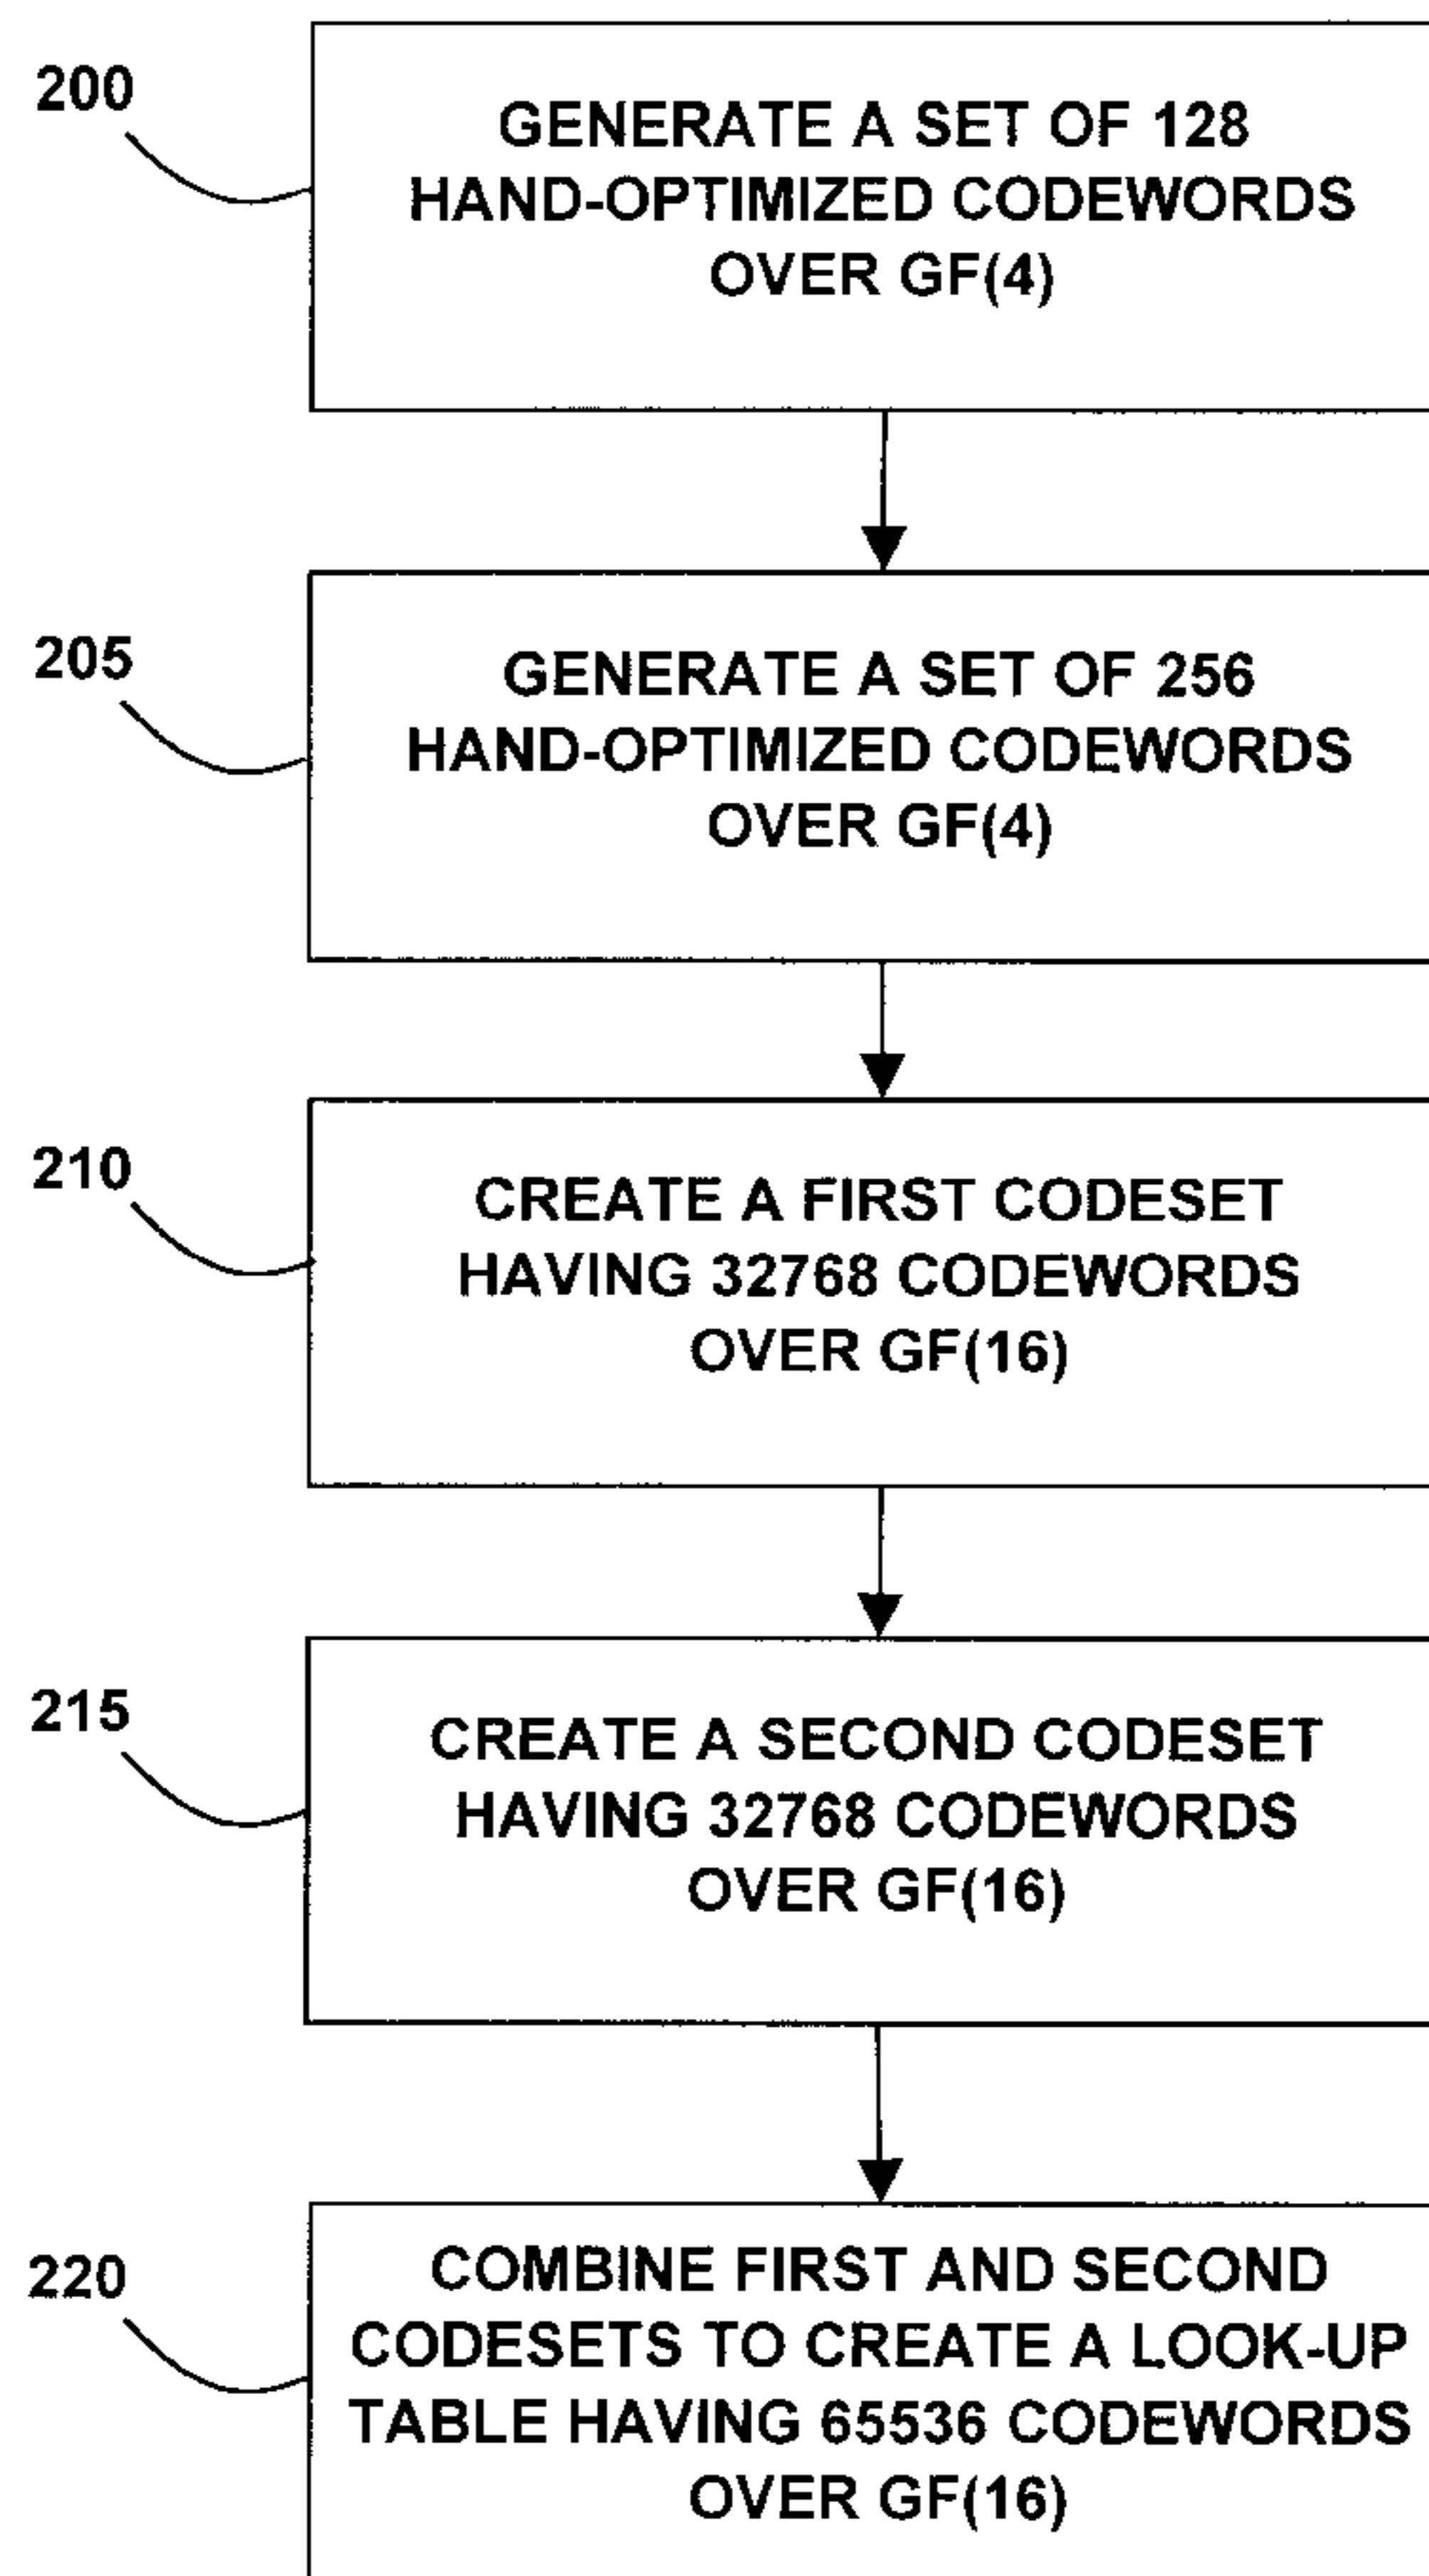 200
GENERATE A SET OF 128
HAND-OPTIMIZED CODEWORDS
OVER GF(4)
205
GENERATE A SET OF 256
HAND-OPTIMIZED CODEWORDS
OVER GF(4)
210
CREATE A FIRST CODESET
HAVING 32768 CODEWORDS
OVER GF(16)
215
CREATE A SECOND CODESET
HAVING 32768 CODEWORDS
OVER GF(16)
220
COMBINE FIRST AND SECOND
CODESETS TO CREATE A LOOK-UP
TABLE HAVING 65536 CODEWORDS
OVER GF(16)